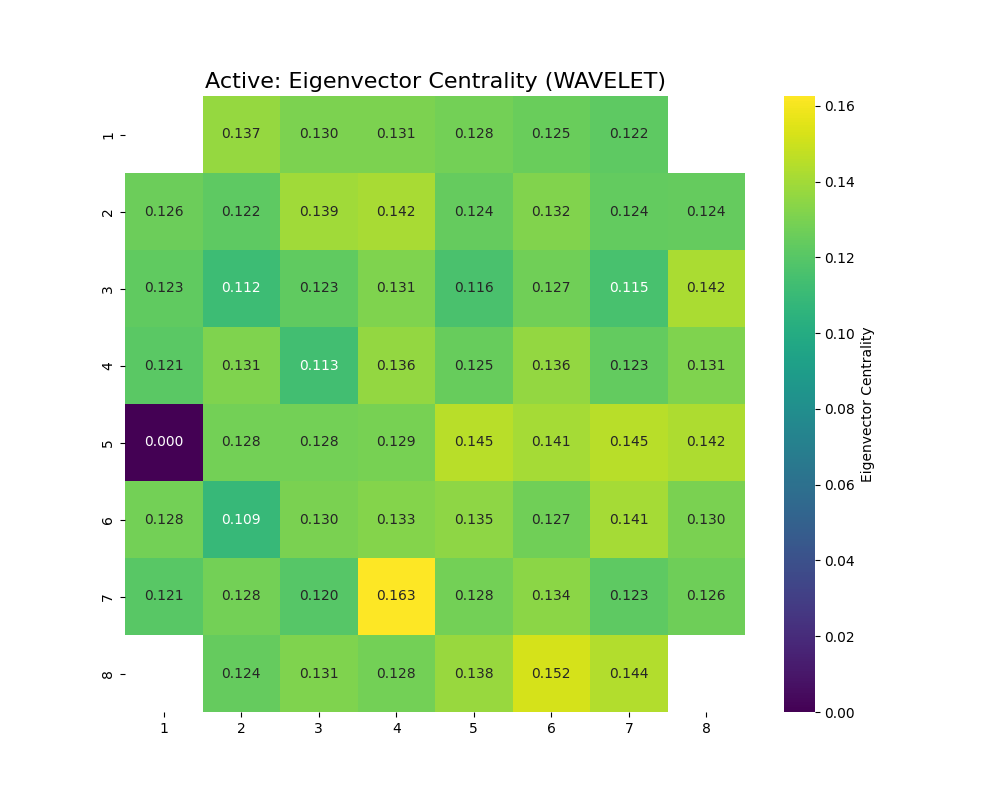 Active: Eigenvector Centrality (WAVELET)
1 0.137 0.130 0.131 0.128 0.125 0.122
2 0.126 0.122 0.139 0.142 0.124 0.132 0.124 0.124
3 0.123 0.112 0.123 0.131 0.116 0.127 0.115 0.142
4 0.121 0.131 0.113 0.136 0.125 0.136 0.123 0.131
5 0.000 0.128 0.128 0.129 0.145 0.141 0.145 0.142
6 0.128 0.109 0.130 0.133 0.135 0.127 0.141 0.130
7 0.121 0.128 0.120 0.163 0.128 0.134 0.123 0.126
8 0.124 0.131 0.128 0.138 0.152 0.144
1 2 3 4 5 6 7 8
0.16
0.14
0.12
0.10
0.08
0.06
0.04
0.02
0.00
Eigenvector Centrality